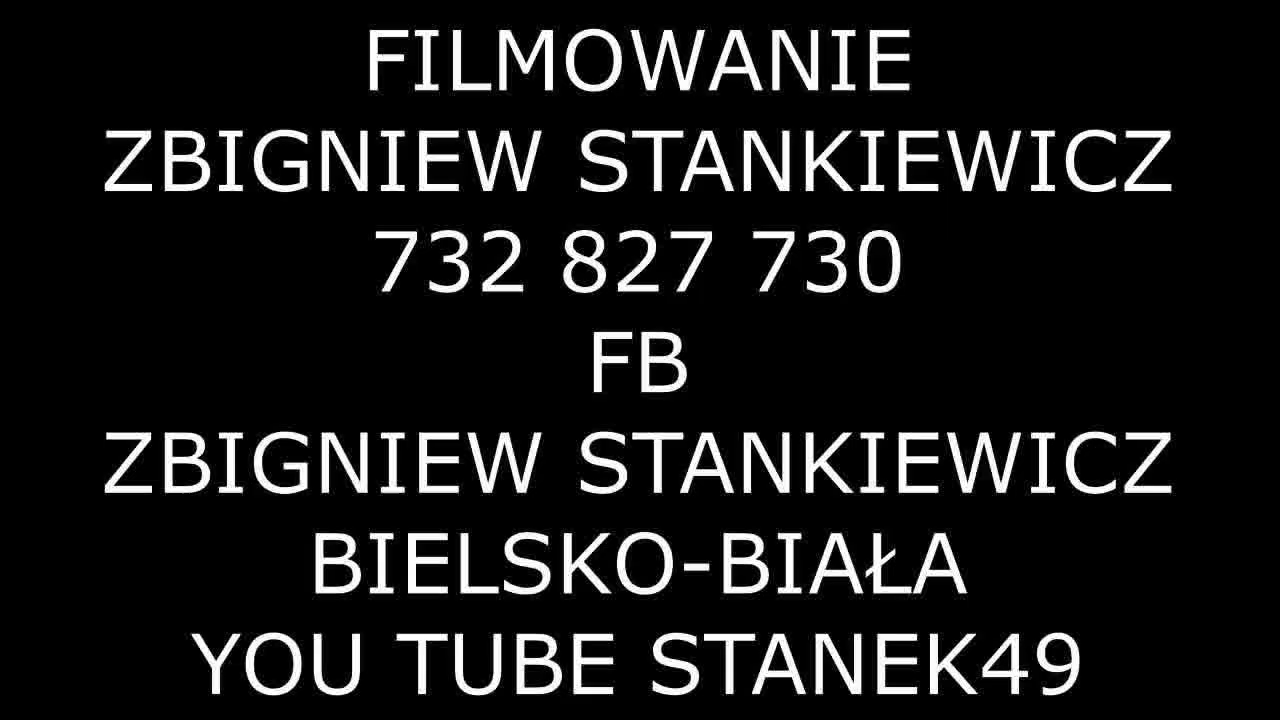 FILMOWANIE
ZBIGNIEW STANKIEWICZ
732 827 730
FB
ZBIGNIEW STANKIEWICZ
BIELSKO-BIAŁA
YOU TUBE STANEK49